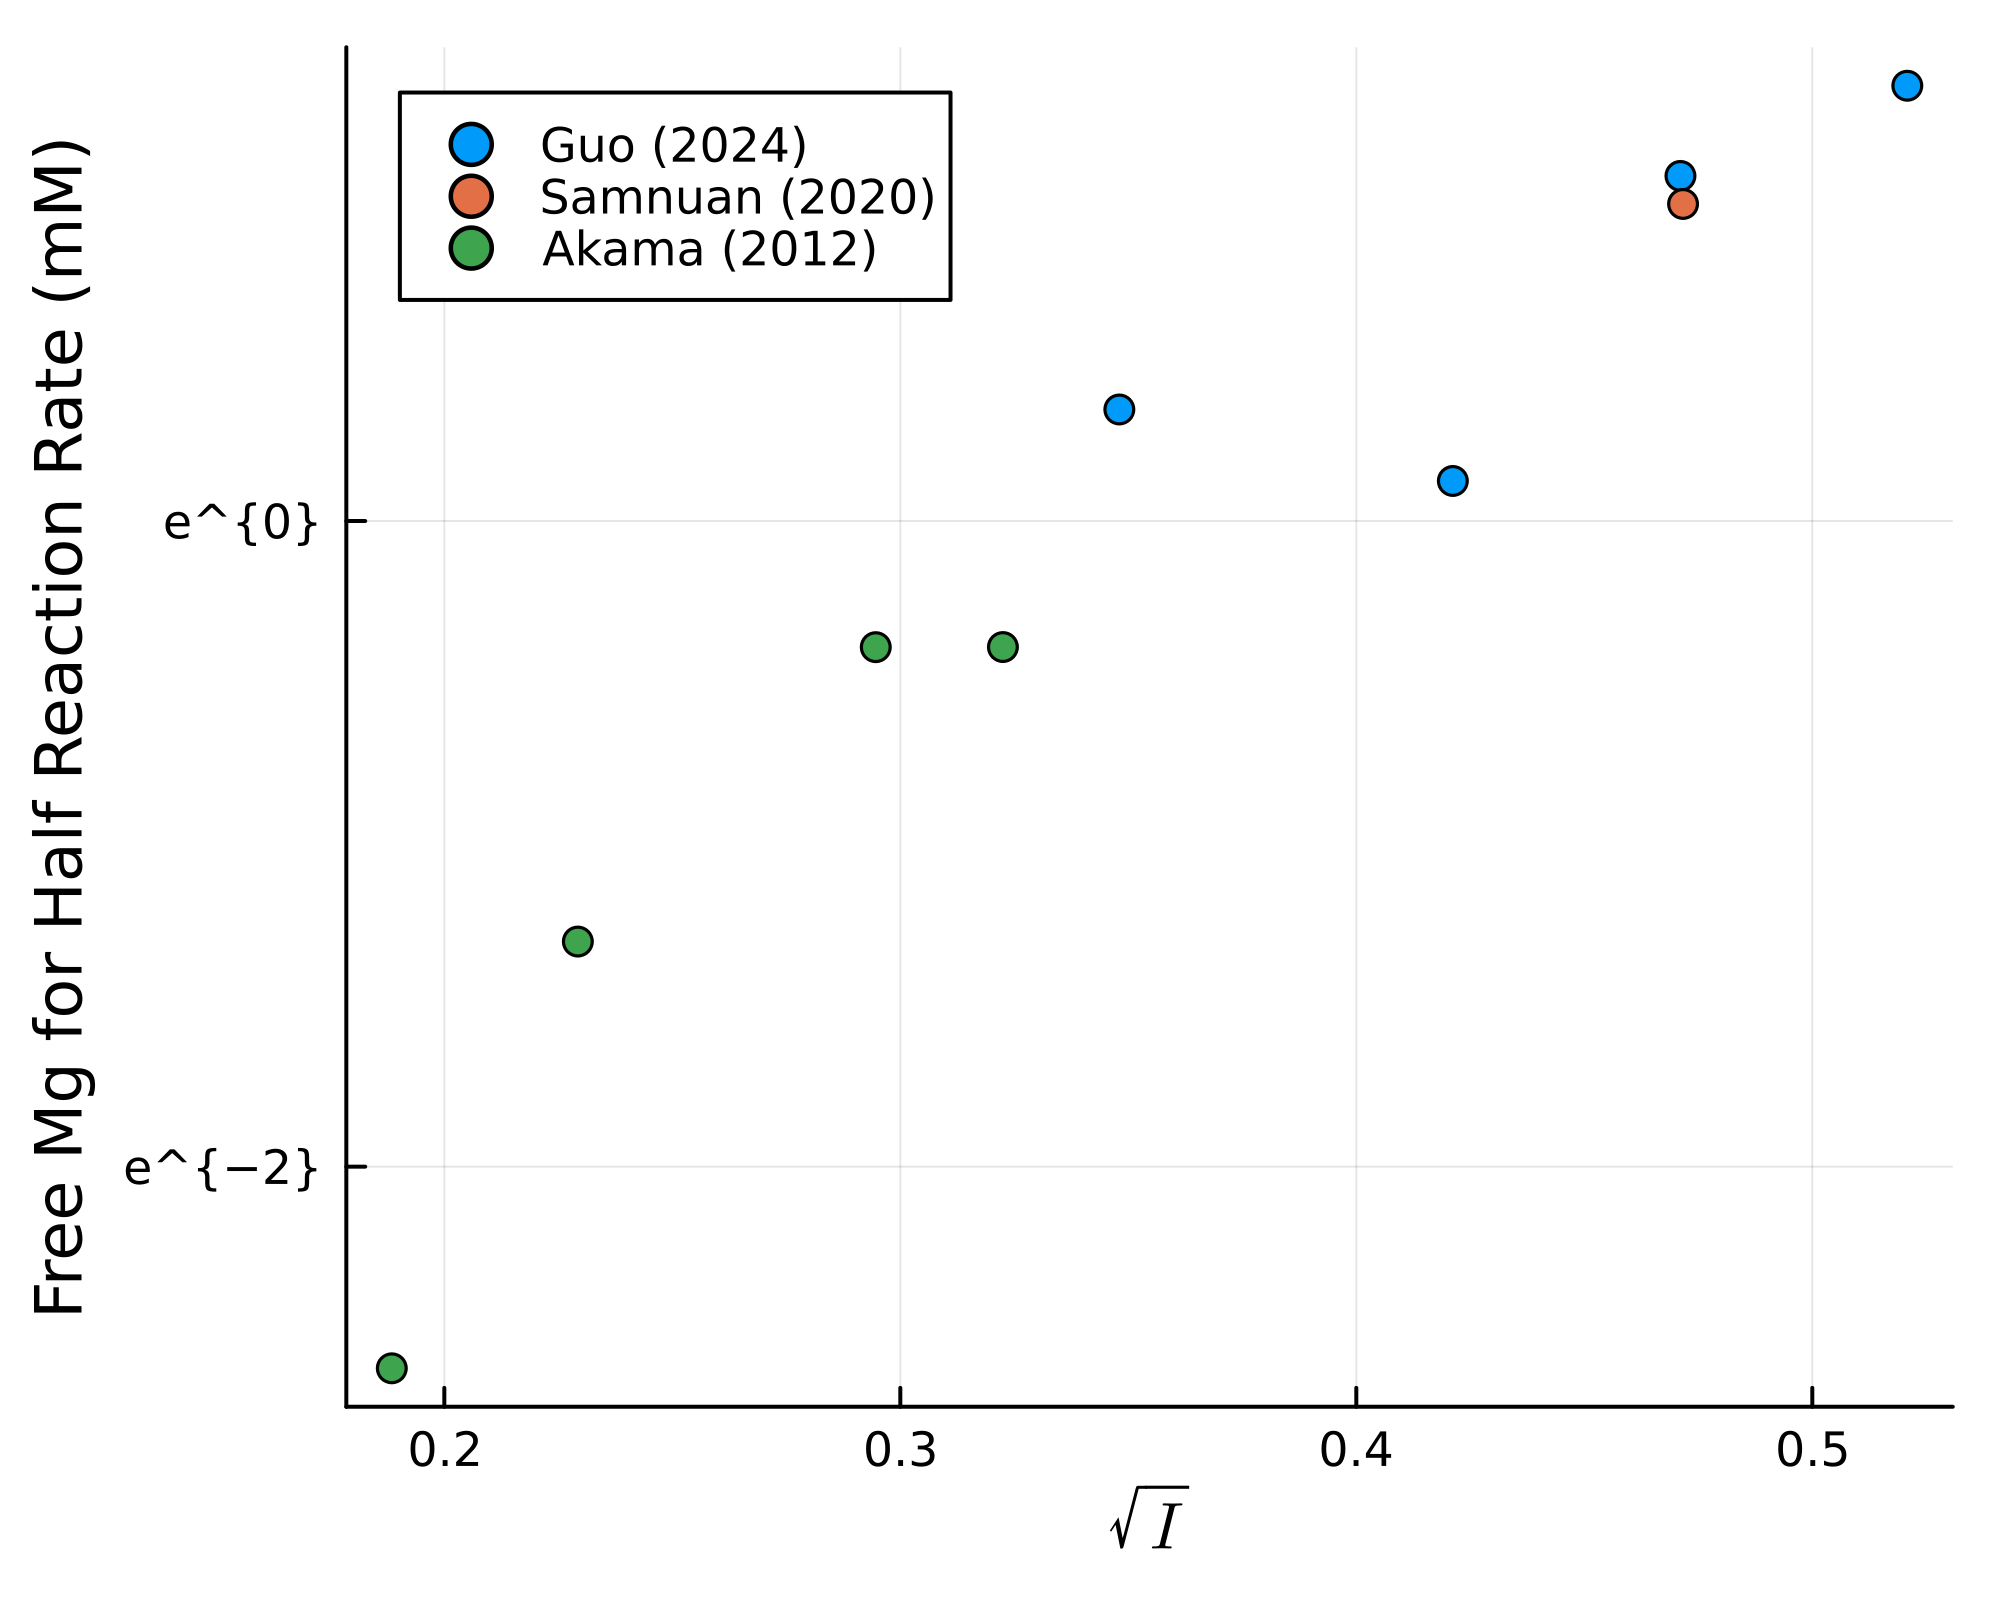 Guo (2024)
Samnuan (2020)
Akama (2012)
Free Mg for Half Reaction Rate (mM)
e^{0}
e^{−2}
0.2 0.3 0.4 0.5
√I